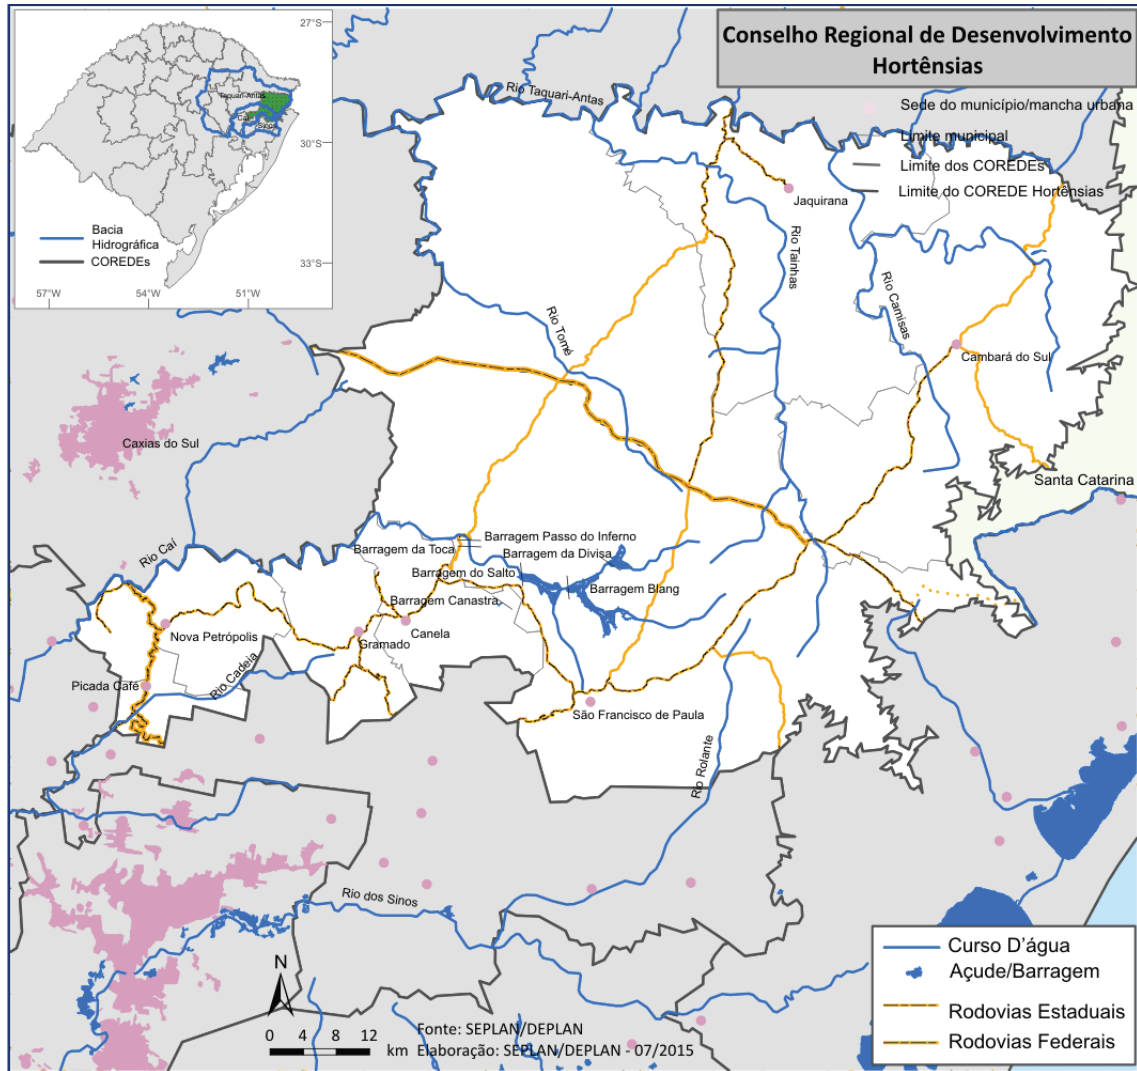 Conselho Regional de Desenvolvimento
Hortênsias
27°S
30°S
33°S
57°W
54°W
51°W
Taquari-Antas
Caí
Sinos
Bacia
Hidrográfica
COREDEs
Sede do município/mancha urbana
Limite municipal
Limite dos COREDEs
Limite do COREDE Hortênsias
Rio Taquari-Antas
Jaquirana
Rio Tainhas
Rio Camisas
Rio Tomé
Cambará do Sul
Caxias do Sul
Santa Catarina
Rio Caí
Barragem Passo do Inferno
Barragem da Toca
Barragem da Divisa
Barragem do Salto
Barragem Blang
Barragem Canastra
Nova Petrópolis
Canela
Gramado
Rio Cadeia
Picada Café
São Francisco de Paula
Rio Rolante
Rio dos Sinos
N
0 4 8 12
km
Fonte: SEPLAN/DEPLAN
Elaboração: SEPLAN/DEPLAN - 07/2015
Curso D'água
Açude/Barragem
Rodovias Estaduais
Rodovias Federais